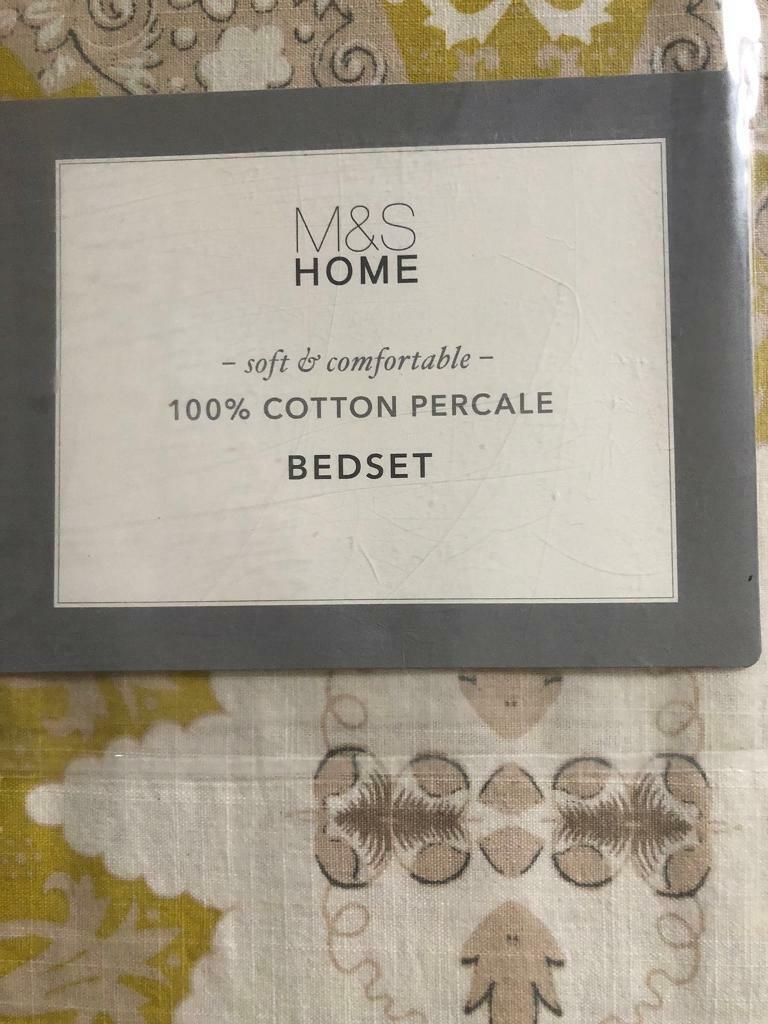 M&S
HOME
– soft & comfortable –
100% COTTON PERCALE
BEDSET